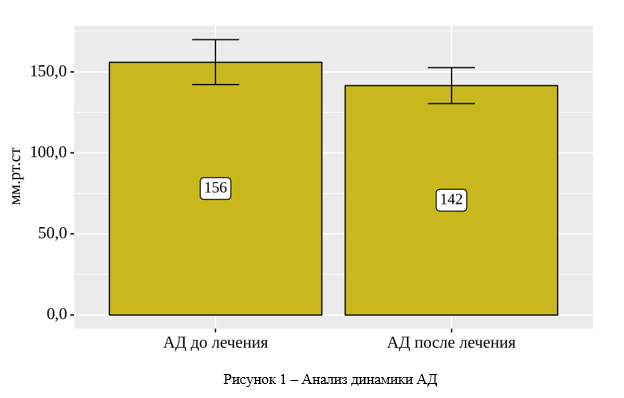 мм.рт.ст
150,0
100,0
50,0
0,0
156
142
АД до лечения
АД после лечения
Рисунок 1 – Анализ динамики АД